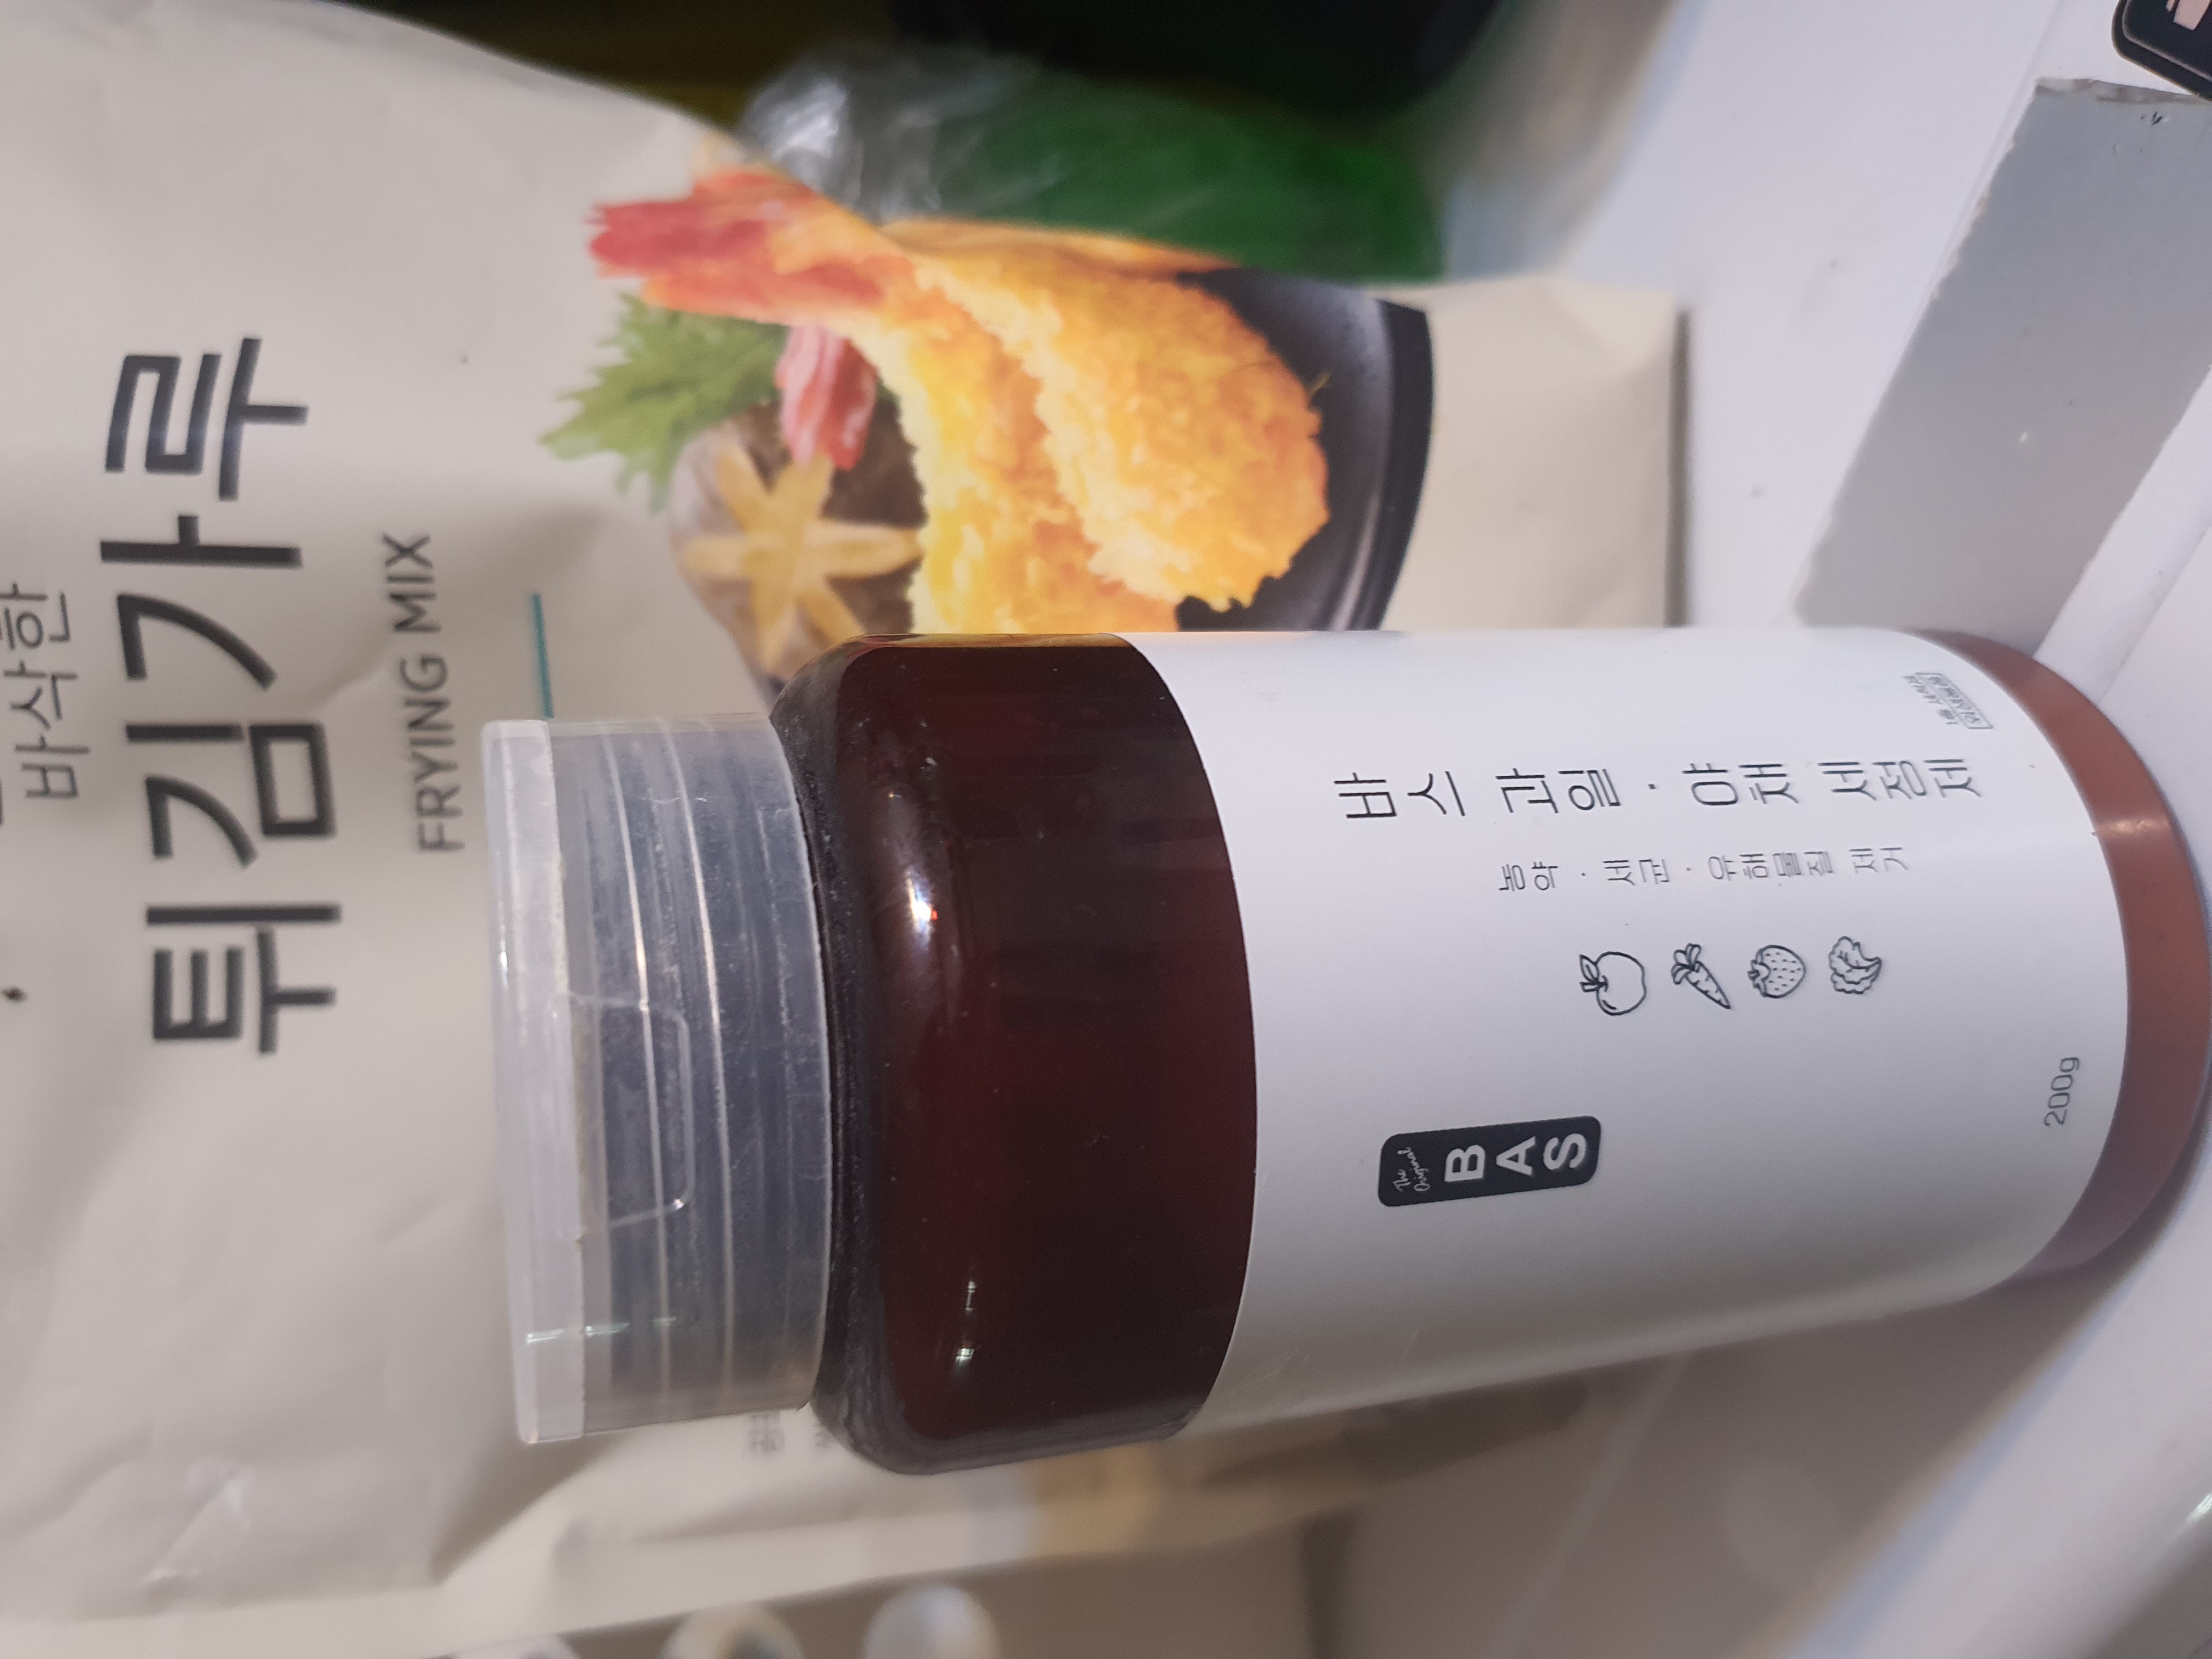 바삭한
튀김가루
FRYING MIX
바스 과일·야채 세정제
농약·세균·유해물질 제거
The
Original
BAS
200g